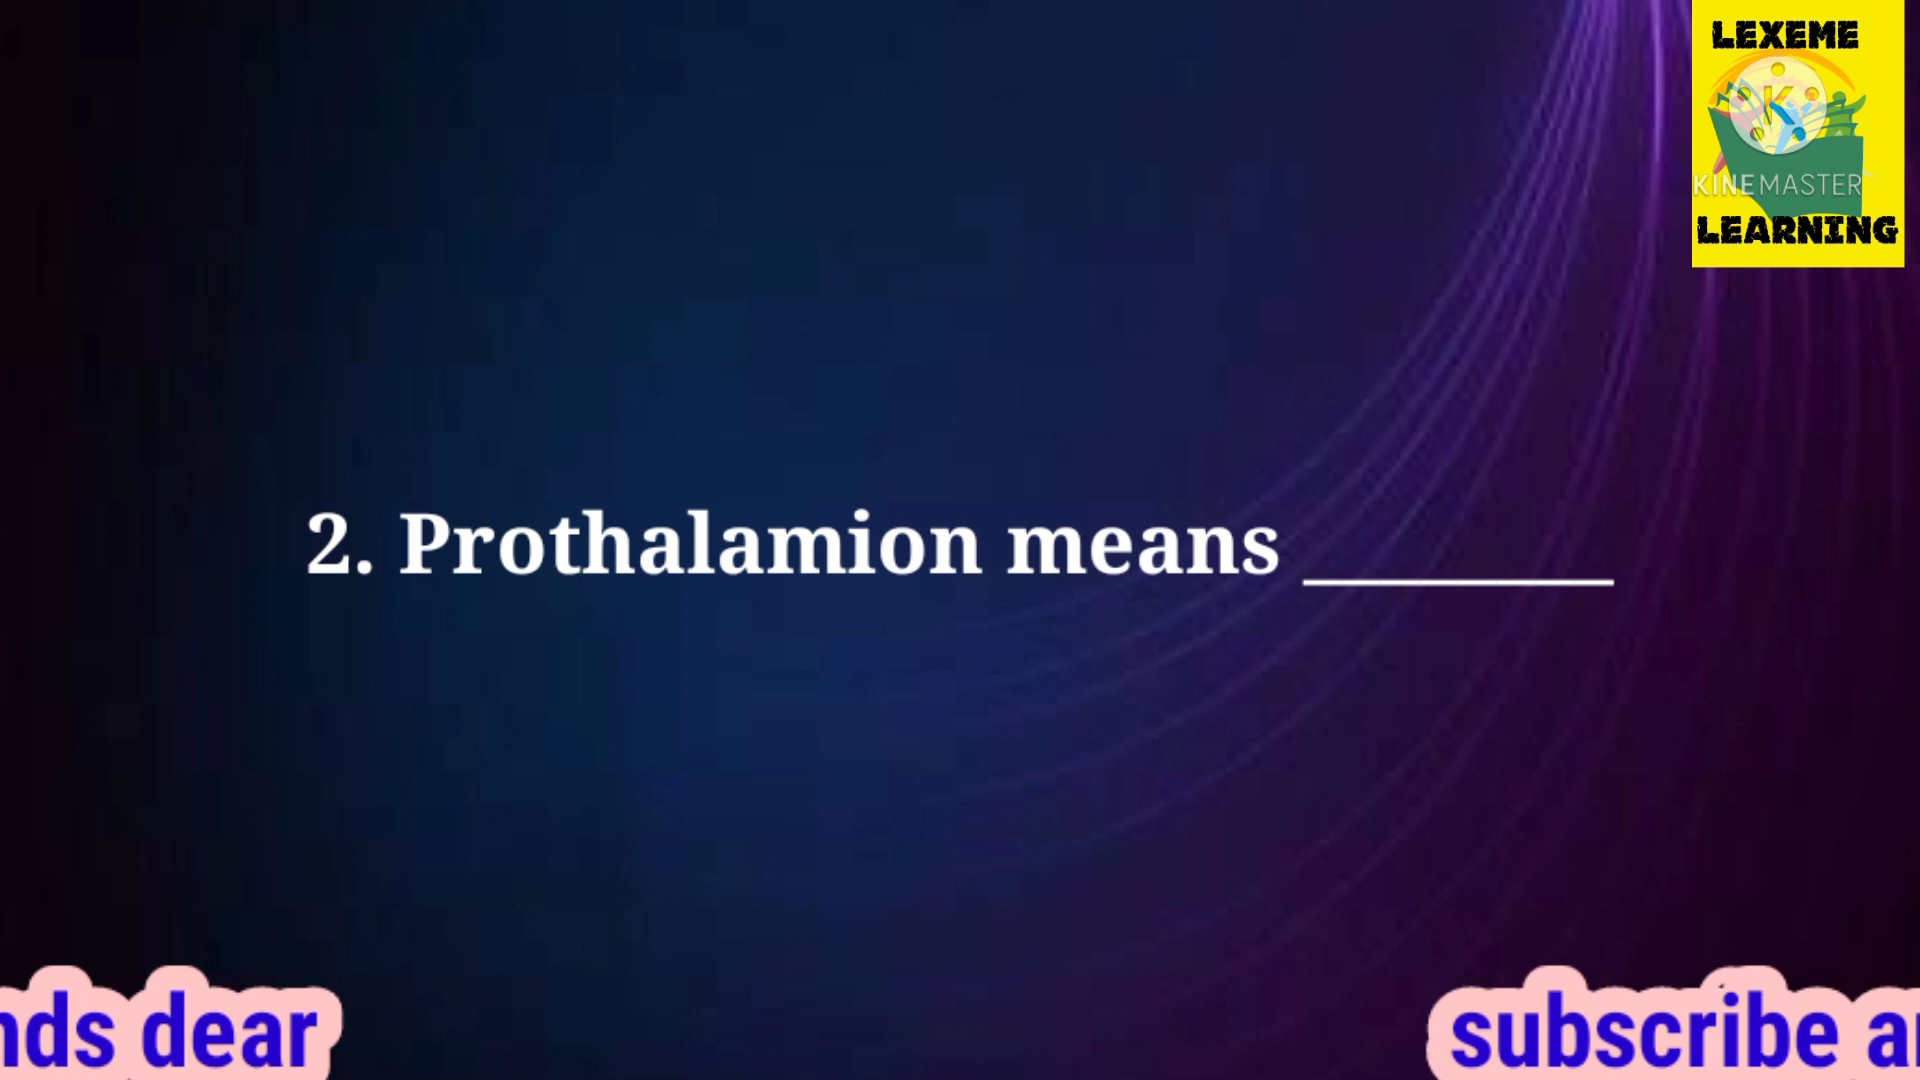 LEXEME
KINEMASTER
LEARNING
2. Prothalamion means ________
nds dear
subscribe a